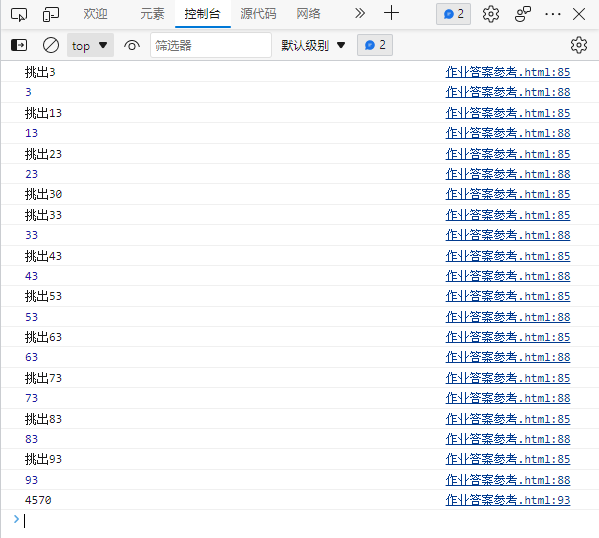 欢迎 元素 控制台 源代码 网络 2
top 筛选器 默认级别 2
挑出3 作业答案参考.html:85
3 作业答案参考.html:88
挑出13 作业答案参考.html:85
13 作业答案参考.html:88
挑出23 作业答案参考.html:85
23 作业答案参考.html:88
挑出30 作业答案参考.html:85
挑出33 作业答案参考.html:85
33 作业答案参考.html:88
挑出43 作业答案参考.html:85
43 作业答案参考.html:88
挑出53 作业答案参考.html:85
53 作业答案参考.html:88
挑出63 作业答案参考.html:85
63 作业答案参考.html:88
挑出73 作业答案参考.html:85
73 作业答案参考.html:88
挑出83 作业答案参考.html:85
83 作业答案参考.html:88
挑出93 作业答案参考.html:85
93 作业答案参考.html:88
4570 作业答案参考.html:93